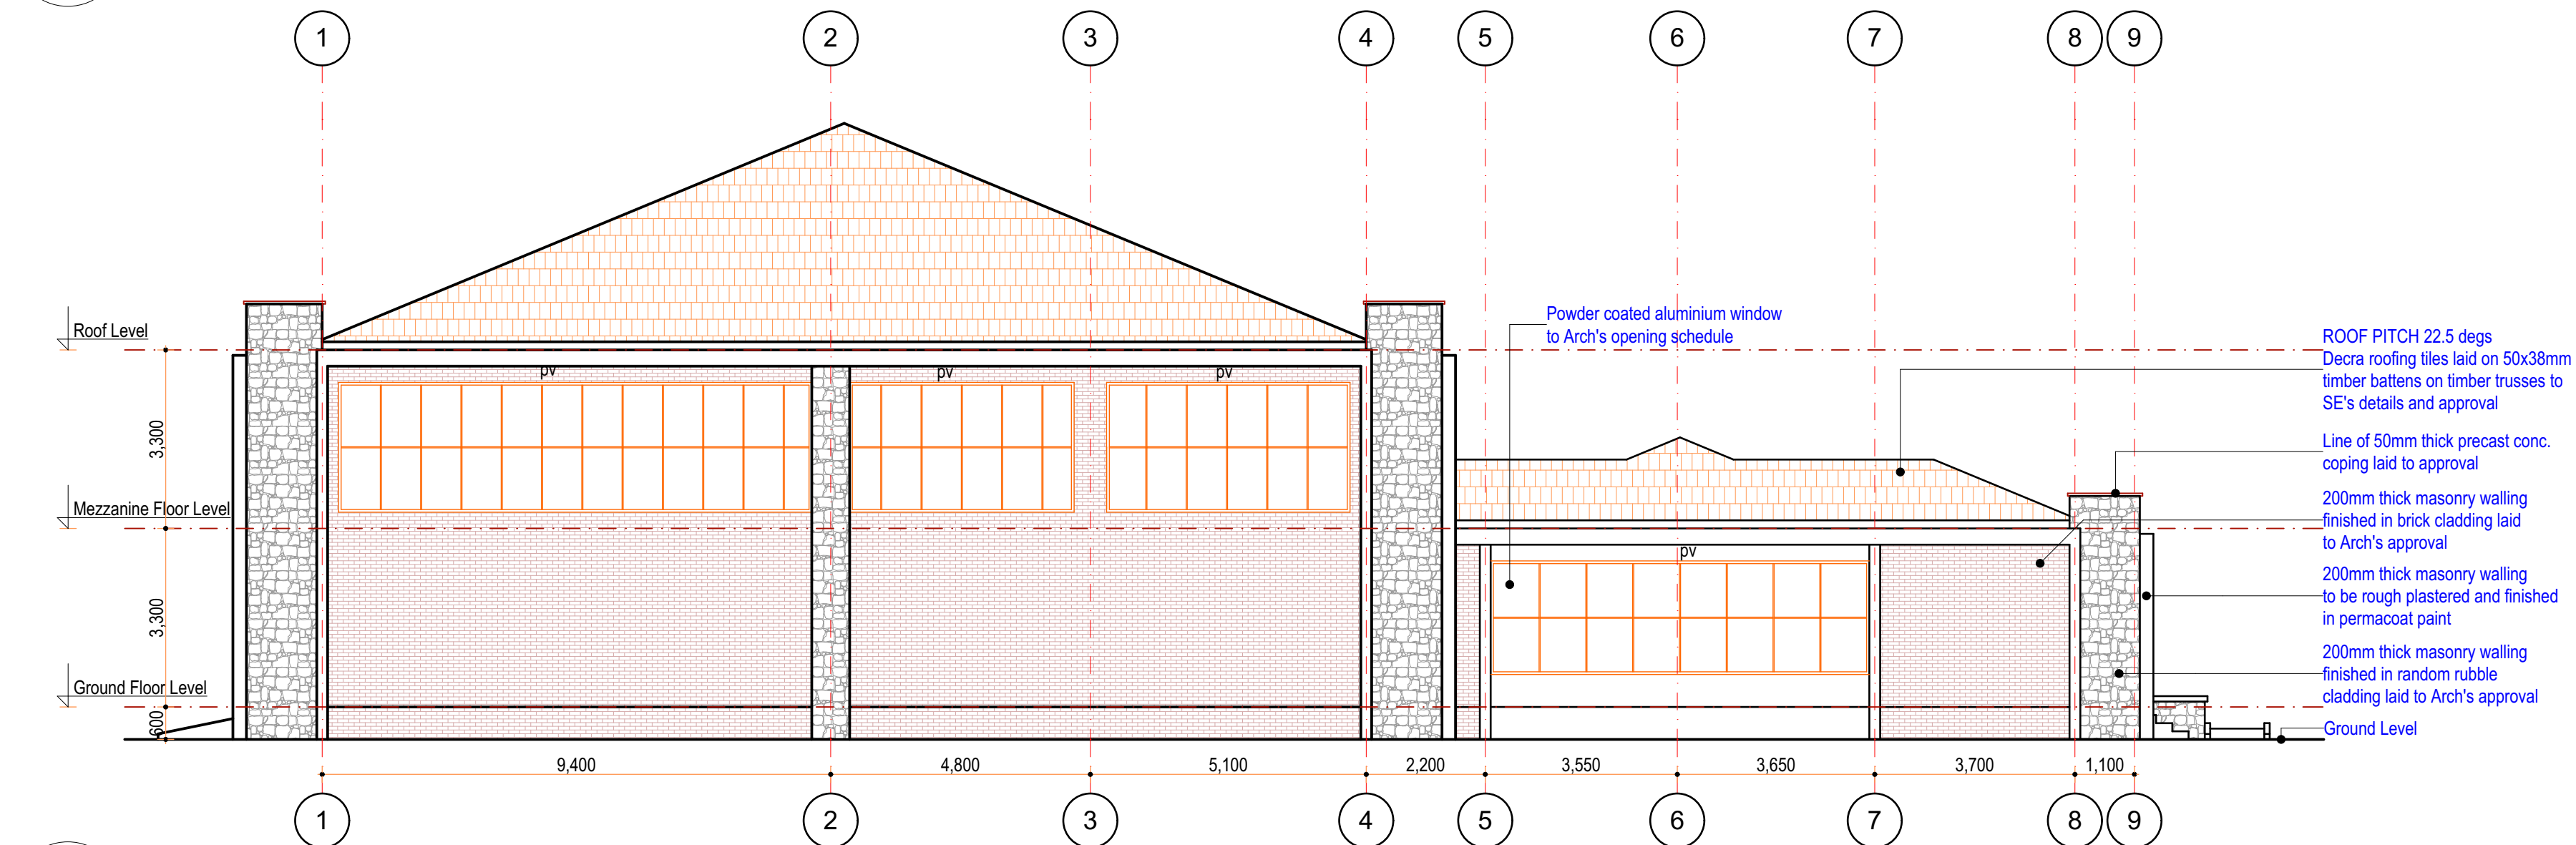 1 2 3 4 5 6 7 8 9
Powder coated aluminium window
to Arch's opening schedule
ROOF PITCH 22.5 degs
Decra roofing tiles laid on 50x38mm
timber battens on timber trusses to
SE's details and approval
Line of 50mm thick precast conc.
coping laid to approval
200mm thick masonry walling
finished in brick cladding laid
to Arch's approval
200mm thick masonry walling
to be rough plastered and finished
in permacoat paint
200mm thick masonry walling
finished in random rubble
cladding laid to Arch's approval
Ground Level
Roof Level
3,300
Mezzanine Floor Level
3,300
Ground Floor Level
600
pv pv pv
pv
9,400 4,800 5,100 2,200 3,550 3,650 3,700 1,100
1 2 3 4 5 6 7 8 9